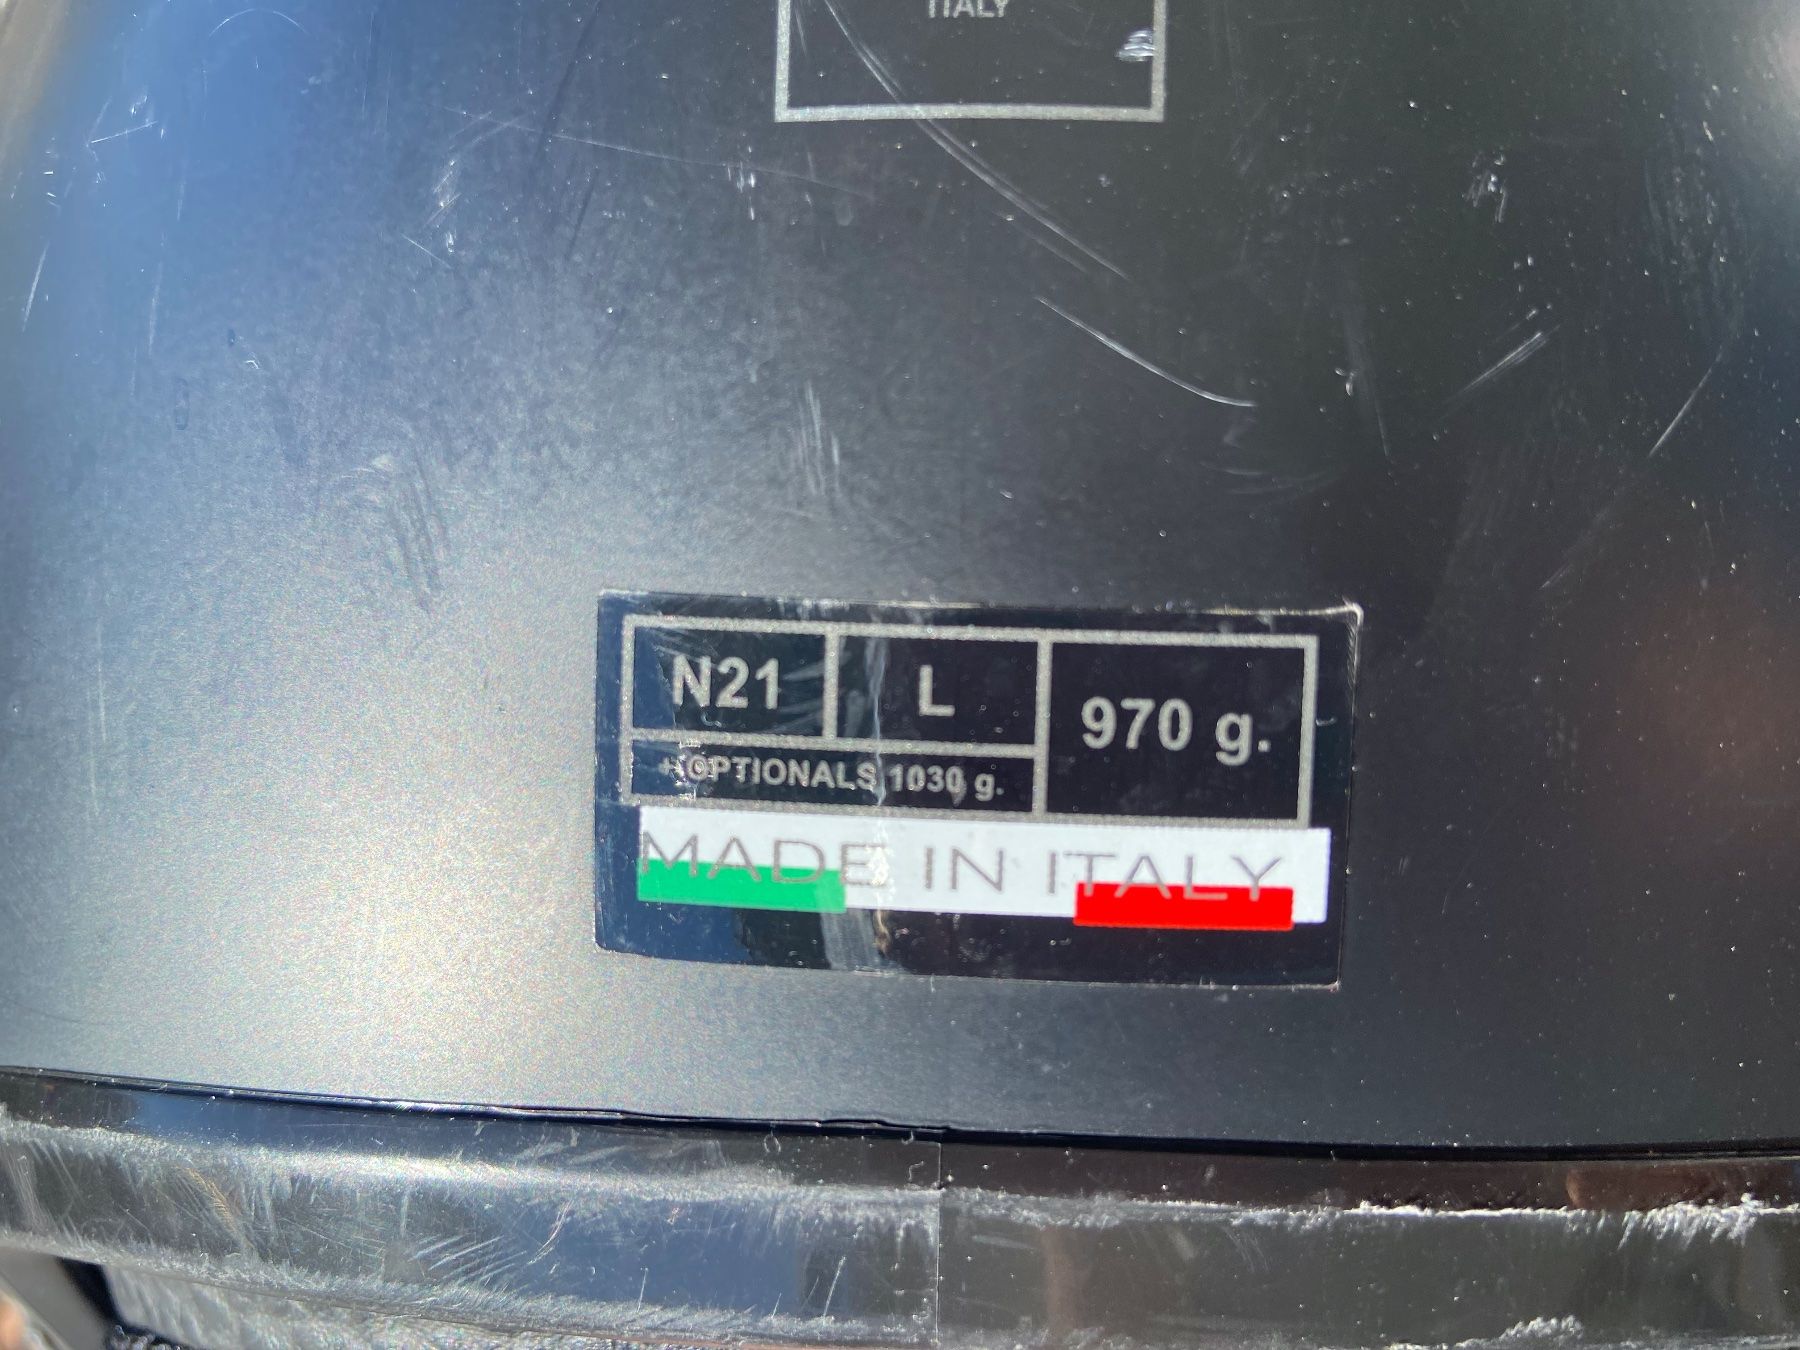 ITALY
N21 L 970 g.
+ OPTIONALS 1030 g.
MADE IN ITALY